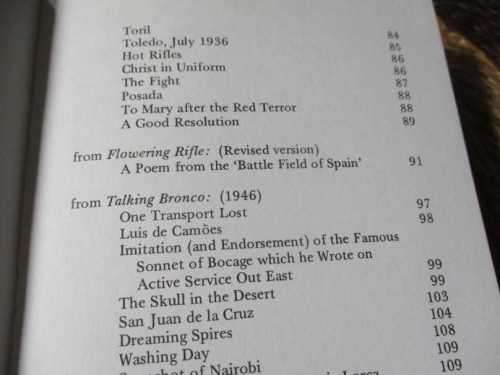 Toril 84
Toledo, July 1936 85
Hot Rifles 86
Christ in Uniform 86
The Fight 87
Posada 88
To Mary after the Red Terror 88
A Good Resolution 89
from Flowering Rifle: (Revised version)
A Poem from the ‘Battle Field of Spain’ 91
from Talking Bronco: (1946)
One Transport Lost 97
Luis de Camões 98
Imitation (and Endorsement) of the Famous
Sonnet of Bocage which he Wrote on
Active Service Out East 99
The Skull in the Desert 99
San Juan de la Cruz 103
Dreaming Spires 104
Washing Day 108
of Nairobi 109
109